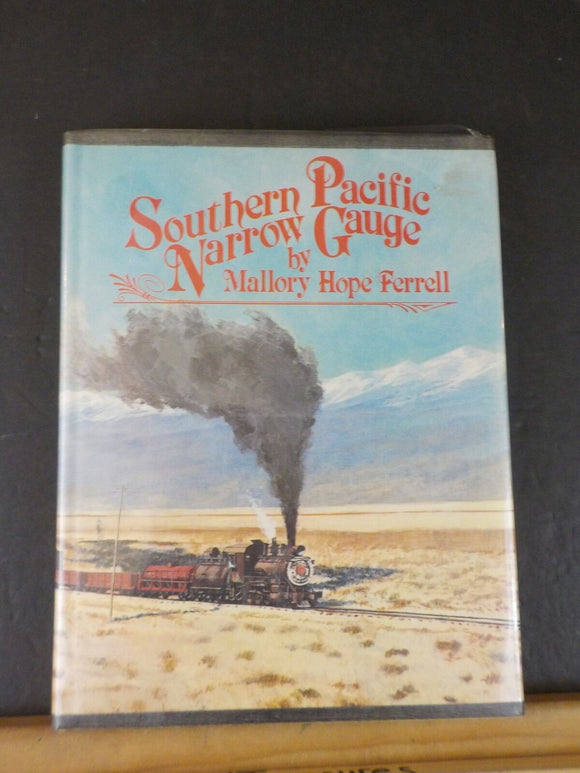 Southern Pacific
Narrow Gauge
by
Mallory Hope Ferrell